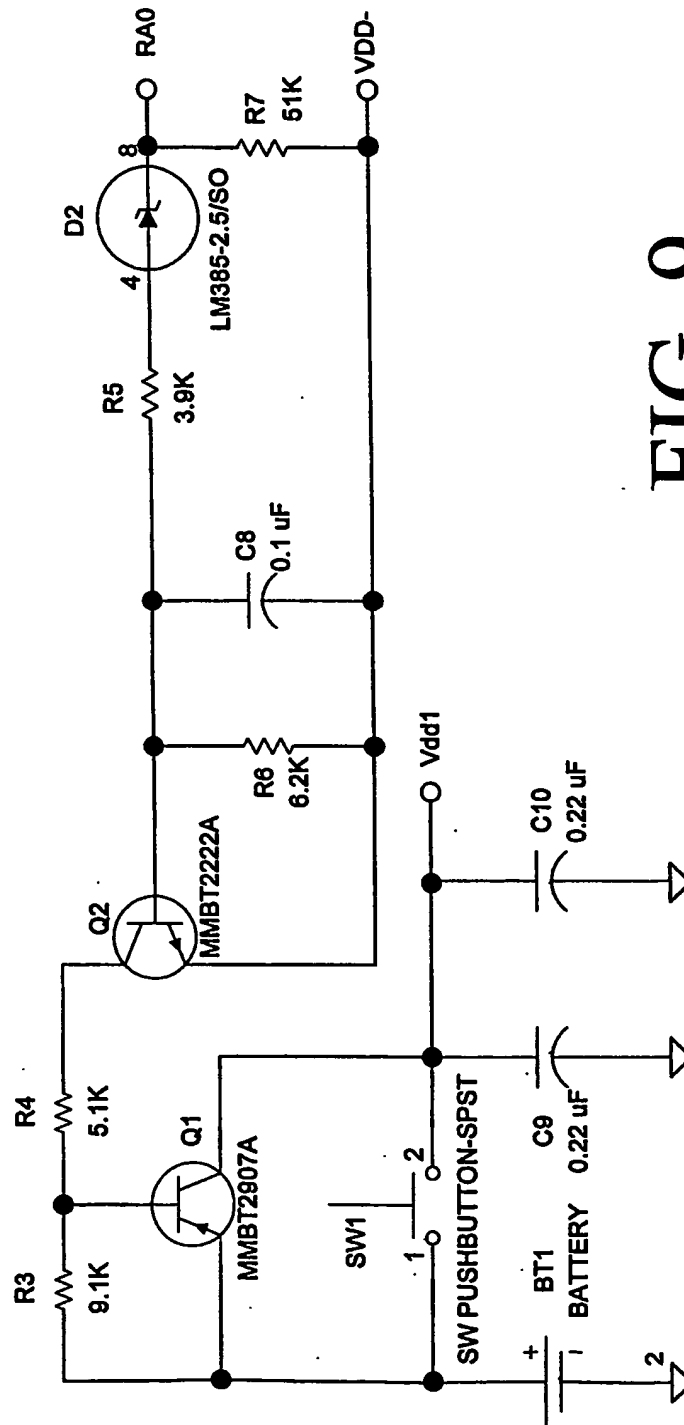 R3
9.1K
R4
5.1K
Q1
MMBT2907A
Q2
MMBT2222A
R6
6.2K
C8
0.1 uF
R5
3.9K
D2
4
8
LM385-2.5/SO
RA0
R7
51K
VDD-
SW1
1
2
SW PUSHBUTTON-SPST
Vdd1
BT1
BATTERY
+
-
2
C9
0.22 uF
C10
0.22 uF